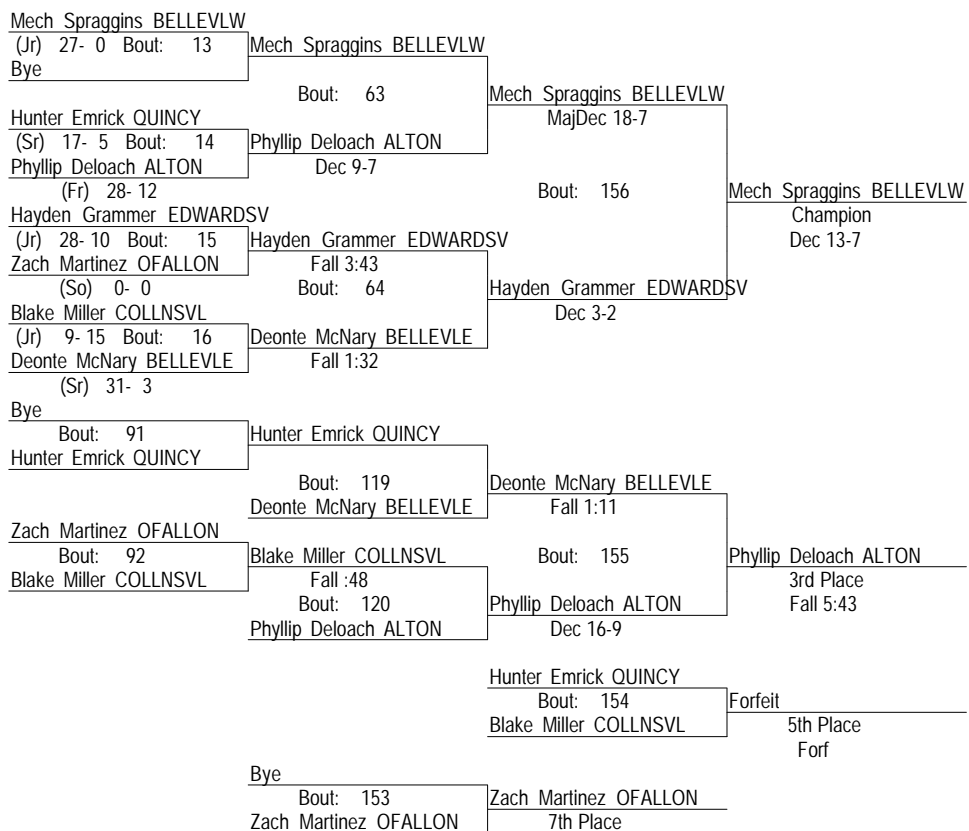 Mech Spraggins BELLEVLW
(Jr) 27- 0 Bout: 13 Mech Spraggins BELLEVLW
Bye
Bout: 63 Mech Spraggins BELLEVLW
Hunter Emrick QUINCY MajDec 18-7
(Sr) 17- 5 Bout: 14 Phyllip Deloach ALTON
Phyllip Deloach ALTON Dec 9-7
(Fr) 28- 12 Bout: 156 Mech Spraggins BELLEVLW
Hayden Grammer EDWARDSV Champion
(Jr) 28- 10 Bout: 15 Hayden Grammer EDWARDSV Dec 13-7
Zach Martinez OFALLON Fall 3:43
(So) 0- 0 Bout: 64 Hayden Grammer EDWARDSV
Blake Miller COLLNSVL Dec 3-2
(Jr) 9- 15 Bout: 16 Deonte McNary BELLEVLE
Deonte McNary BELLEVLE Fall 1:32
(Sr) 31- 3
Bye
Bout: 91 Hunter Emrick QUINCY
Hunter Emrick QUINCY
Bout: 119 Deonte McNary BELLEVLE
Deonte McNary BELLEVLE Fall 1:11
Zach Martinez OFALLON
Bout: 92 Blake Miller COLLNSVL Bout: 155 Phyllip Deloach ALTON
Blake Miller COLLNSVL Fall :48 3rd Place
Bout: 120 Phyllip Deloach ALTON Fall 5:43
Phyllip Deloach ALTON Dec 16-9
Hunter Emrick QUINCY
Bout: 154 Forfeit
Blake Miller COLLNSVL 5th Place
Forf
Bye
Bout: 153 Zach Martinez OFALLON
Zach Martinez OFALLON 7th Place